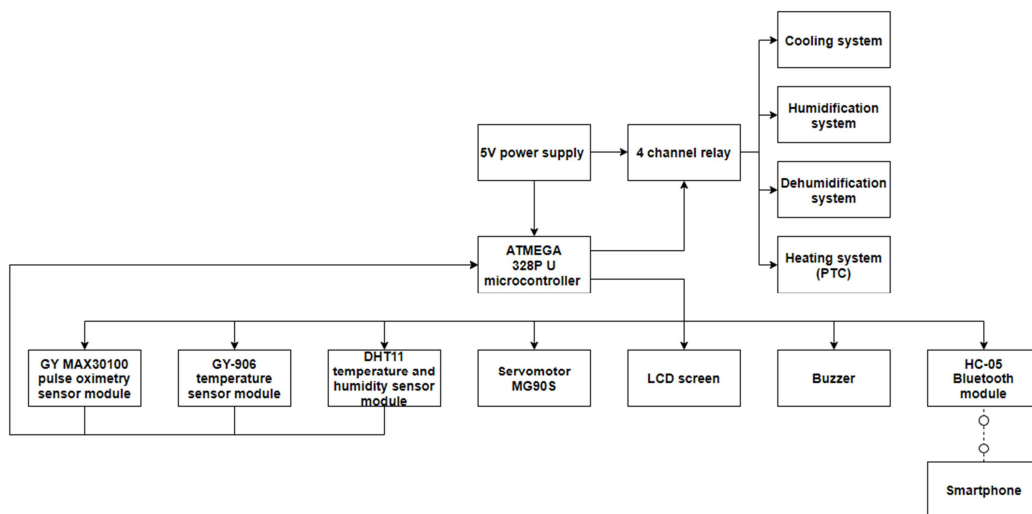 Cooling system
Humidification
system
5V power supply
4 channel relay
Dehumidification
system
ATMEGA
328P U
microcontroller
Heating system
(PTC)
GY MAX30100
pulse oximetry
sensor module
GY-906
temperature
sensor module
DHT11
temperature and
humidity sensor
module
Servomotor
MG90S
LCD screen
Buzzer
HC-05
Bluetooth
module
Smartphone